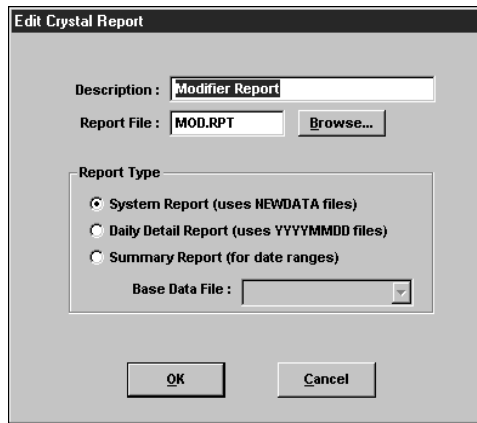 Edit Crystal Report
Description : Modifier Report
Report File : MOD.RPT Browse...
Report Type
System Report (uses NEWDATA files)
Daily Detail Report (uses YYYYMMDD files)
Summary Report (for date ranges)
Base Data File :
OK Cancel